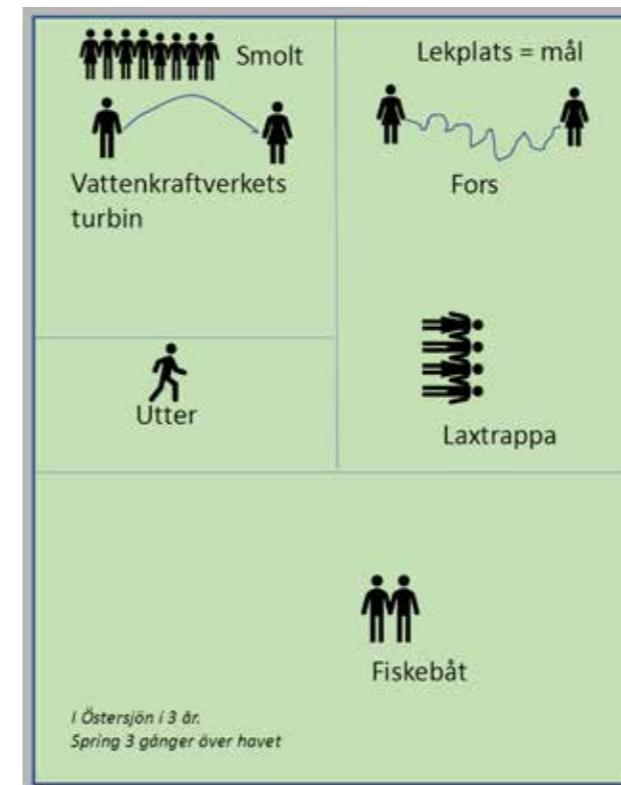 Smolt
Vattenkraftverkets
turbin
Lekplats = mål
Fors
Utter
Laxtrappa
Fiskebåt
I Östersjön i 3 år.
Spring 3 gånger över havet